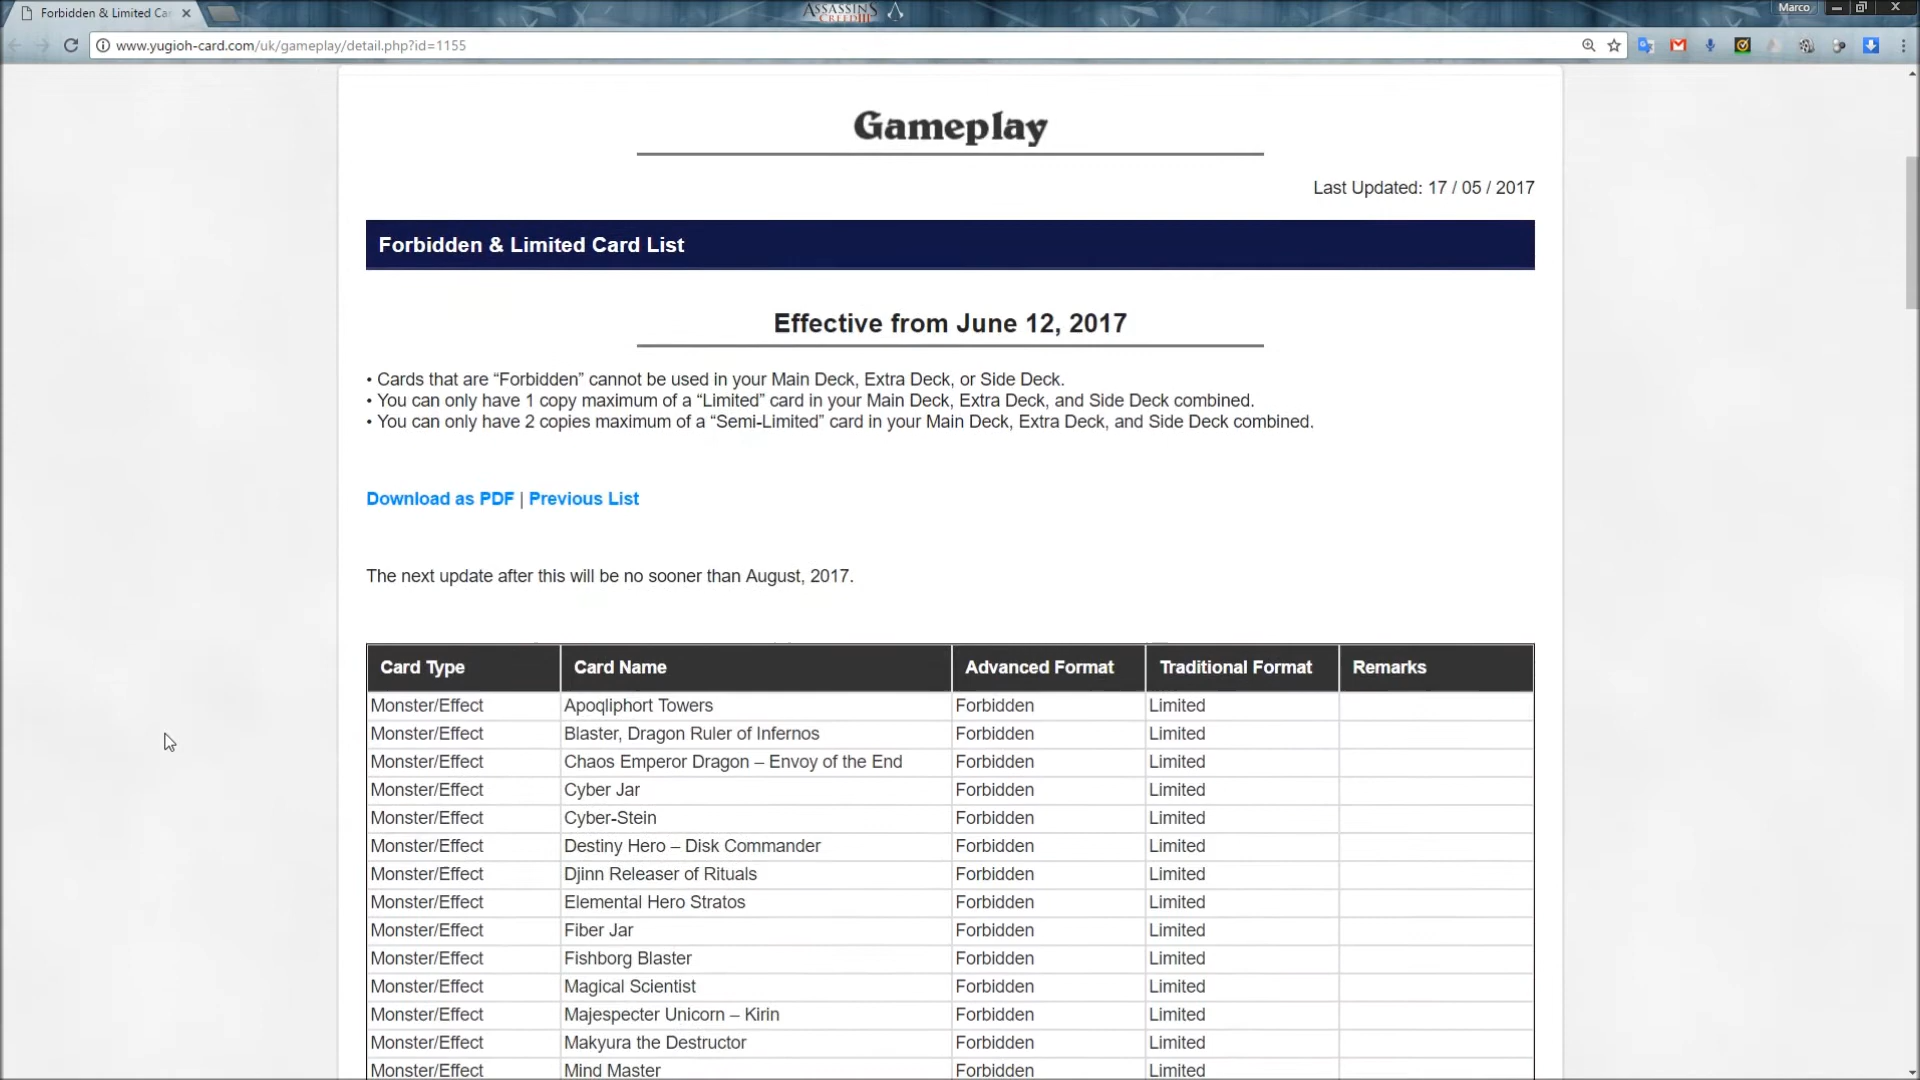 Forbidden & Limited Car
ASSASSIN'S
CREED III
Marco
www.yugioh-card.com/uk/gameplay/detail.php?id=1155
Gameplay
Last Updated: 17 / 05 / 2017
Forbidden & Limited Card List
Effective from June 12, 2017
• Cards that are “Forbidden” cannot be used in your Main Deck, Extra Deck, or Side Deck.
• You can only have 1 copy maximum of a “Limited” card in your Main Deck, Extra Deck, and Side Deck combined.
• You can only have 2 copies maximum of a “Semi-Limited” card in your Main Deck, Extra Deck, and Side Deck combined.
Download as PDF | Previous List
The next update after this will be no sooner than August, 2017.
Card Type Card Name Advanced Format Traditional Format Remarks
Monster/Effect Apoqliphort Towers Forbidden Limited
Monster/Effect Blaster, Dragon Ruler of Infernos Forbidden Limited
Monster/Effect Chaos Emperor Dragon – Envoy of the End Forbidden Limited
Monster/Effect Cyber Jar Forbidden Limited
Monster/Effect Cyber-Stein Forbidden Limited
Monster/Effect Destiny Hero – Disk Commander Forbidden Limited
Monster/Effect Djinn Releaser of Rituals Forbidden Limited
Monster/Effect Elemental Hero Stratos Forbidden Limited
Monster/Effect Fiber Jar Forbidden Limited
Monster/Effect Fishborg Blaster Forbidden Limited
Monster/Effect Magical Scientist Forbidden Limited
Monster/Effect Majespecter Unicorn – Kirin Forbidden Limited
Monster/Effect Makyura the Destructor Forbidden Limited
Monster/Effect Mind Master Forbidden Limited